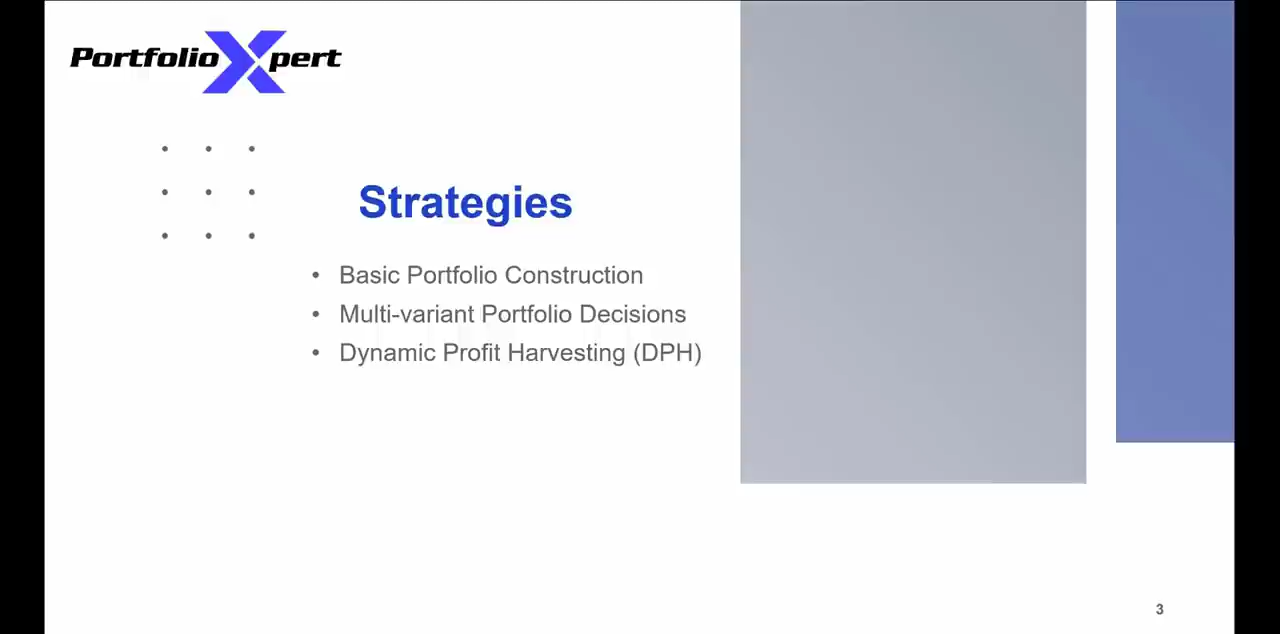 PortfolioXpert
Strategies
• Basic Portfolio Construction
• Multi-variant Portfolio Decisions
• Dynamic Profit Harvesting (DPH)
3